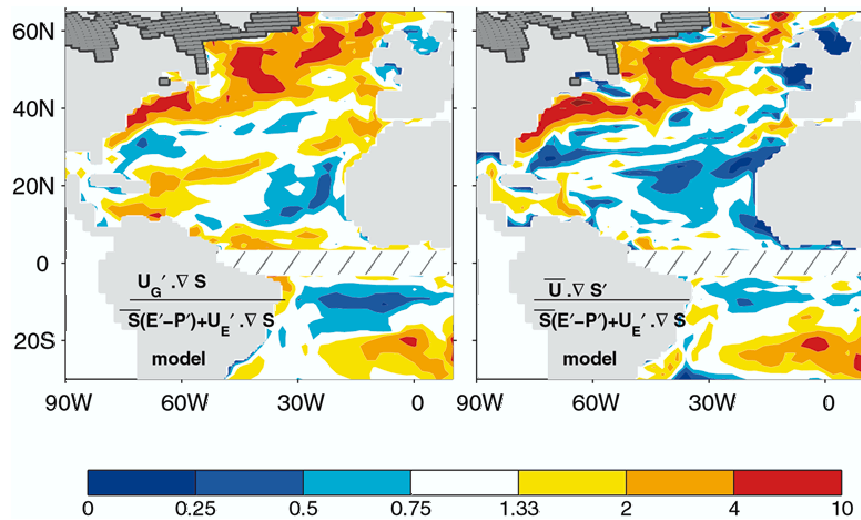 60N
40N
20N
0
20S
U_G'.∇ S
S̅(E'−P')+U_E'.∇ S
model
U̅.∇ S'
S̅(E'−P')+U_E'.∇ S
model
90W 60W 30W 0 90W 60W 30W 0
0 0.25 0.5 0.75 1.33 2 4 10